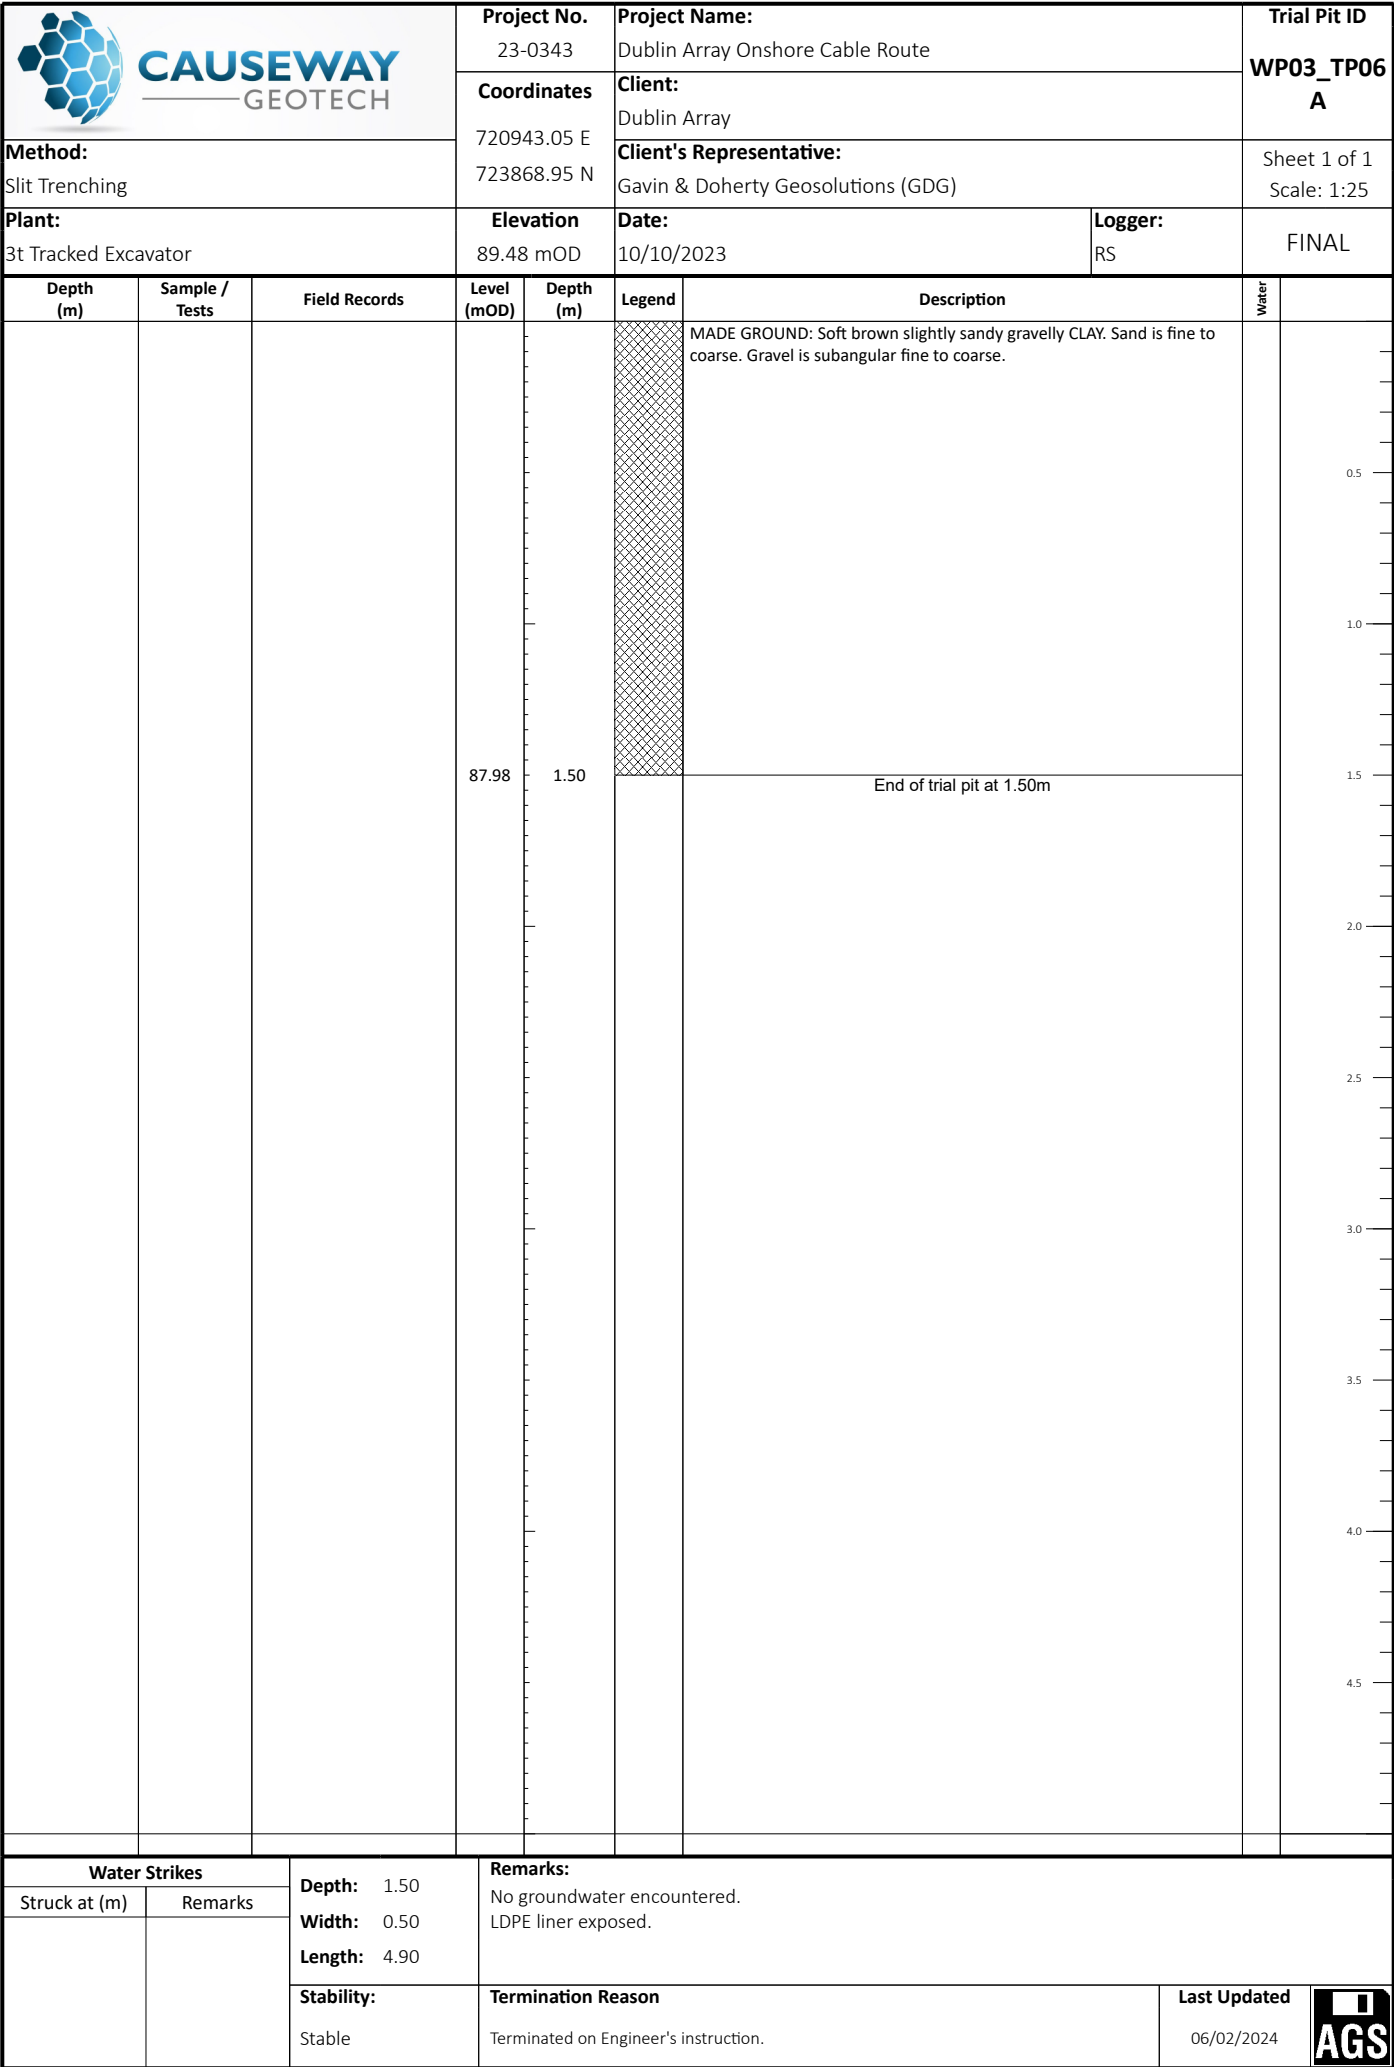 CAUSEWAY
GEOTECH
Project No.
23-0343
Coordinates
720943.05 E
723868.95 N
Project Name:
Dublin Array Onshore Cable Route
Client:
Dublin Array
Client's Representative:
Gavin & Doherty Geosolutions (GDG)
Trial Pit ID
WP03_TP06
A
Sheet 1 of 1
Scale: 1:25
Method:
Slit Trenching
Plant:
3t Tracked Excavator
Elevation
89.48 mOD
Date:
10/10/2023
Logger:
RS
FINAL
Depth
(m)
Sample /
Tests
Field Records
Level
(mOD)
Depth
(m)
Legend
Description
Water
MADE GROUND: Soft brown slightly sandy gravelly CLAY. Sand is fine to
coarse. Gravel is subangular fine to coarse.
0.5
1.0
87.98
1.50
1.5
End of trial pit at 1.50m
2.0
2.5
3.0
3.5
4.0
4.5
Water Strikes
Struck at (m)
Remarks
Depth: 1.50
Width: 0.50
Length: 4.90
Remarks:
No groundwater encountered.
LDPE liner exposed.
Stability:
Stable
Termination Reason
Terminated on Engineer's instruction.
Last Updated
06/02/2024
AGS